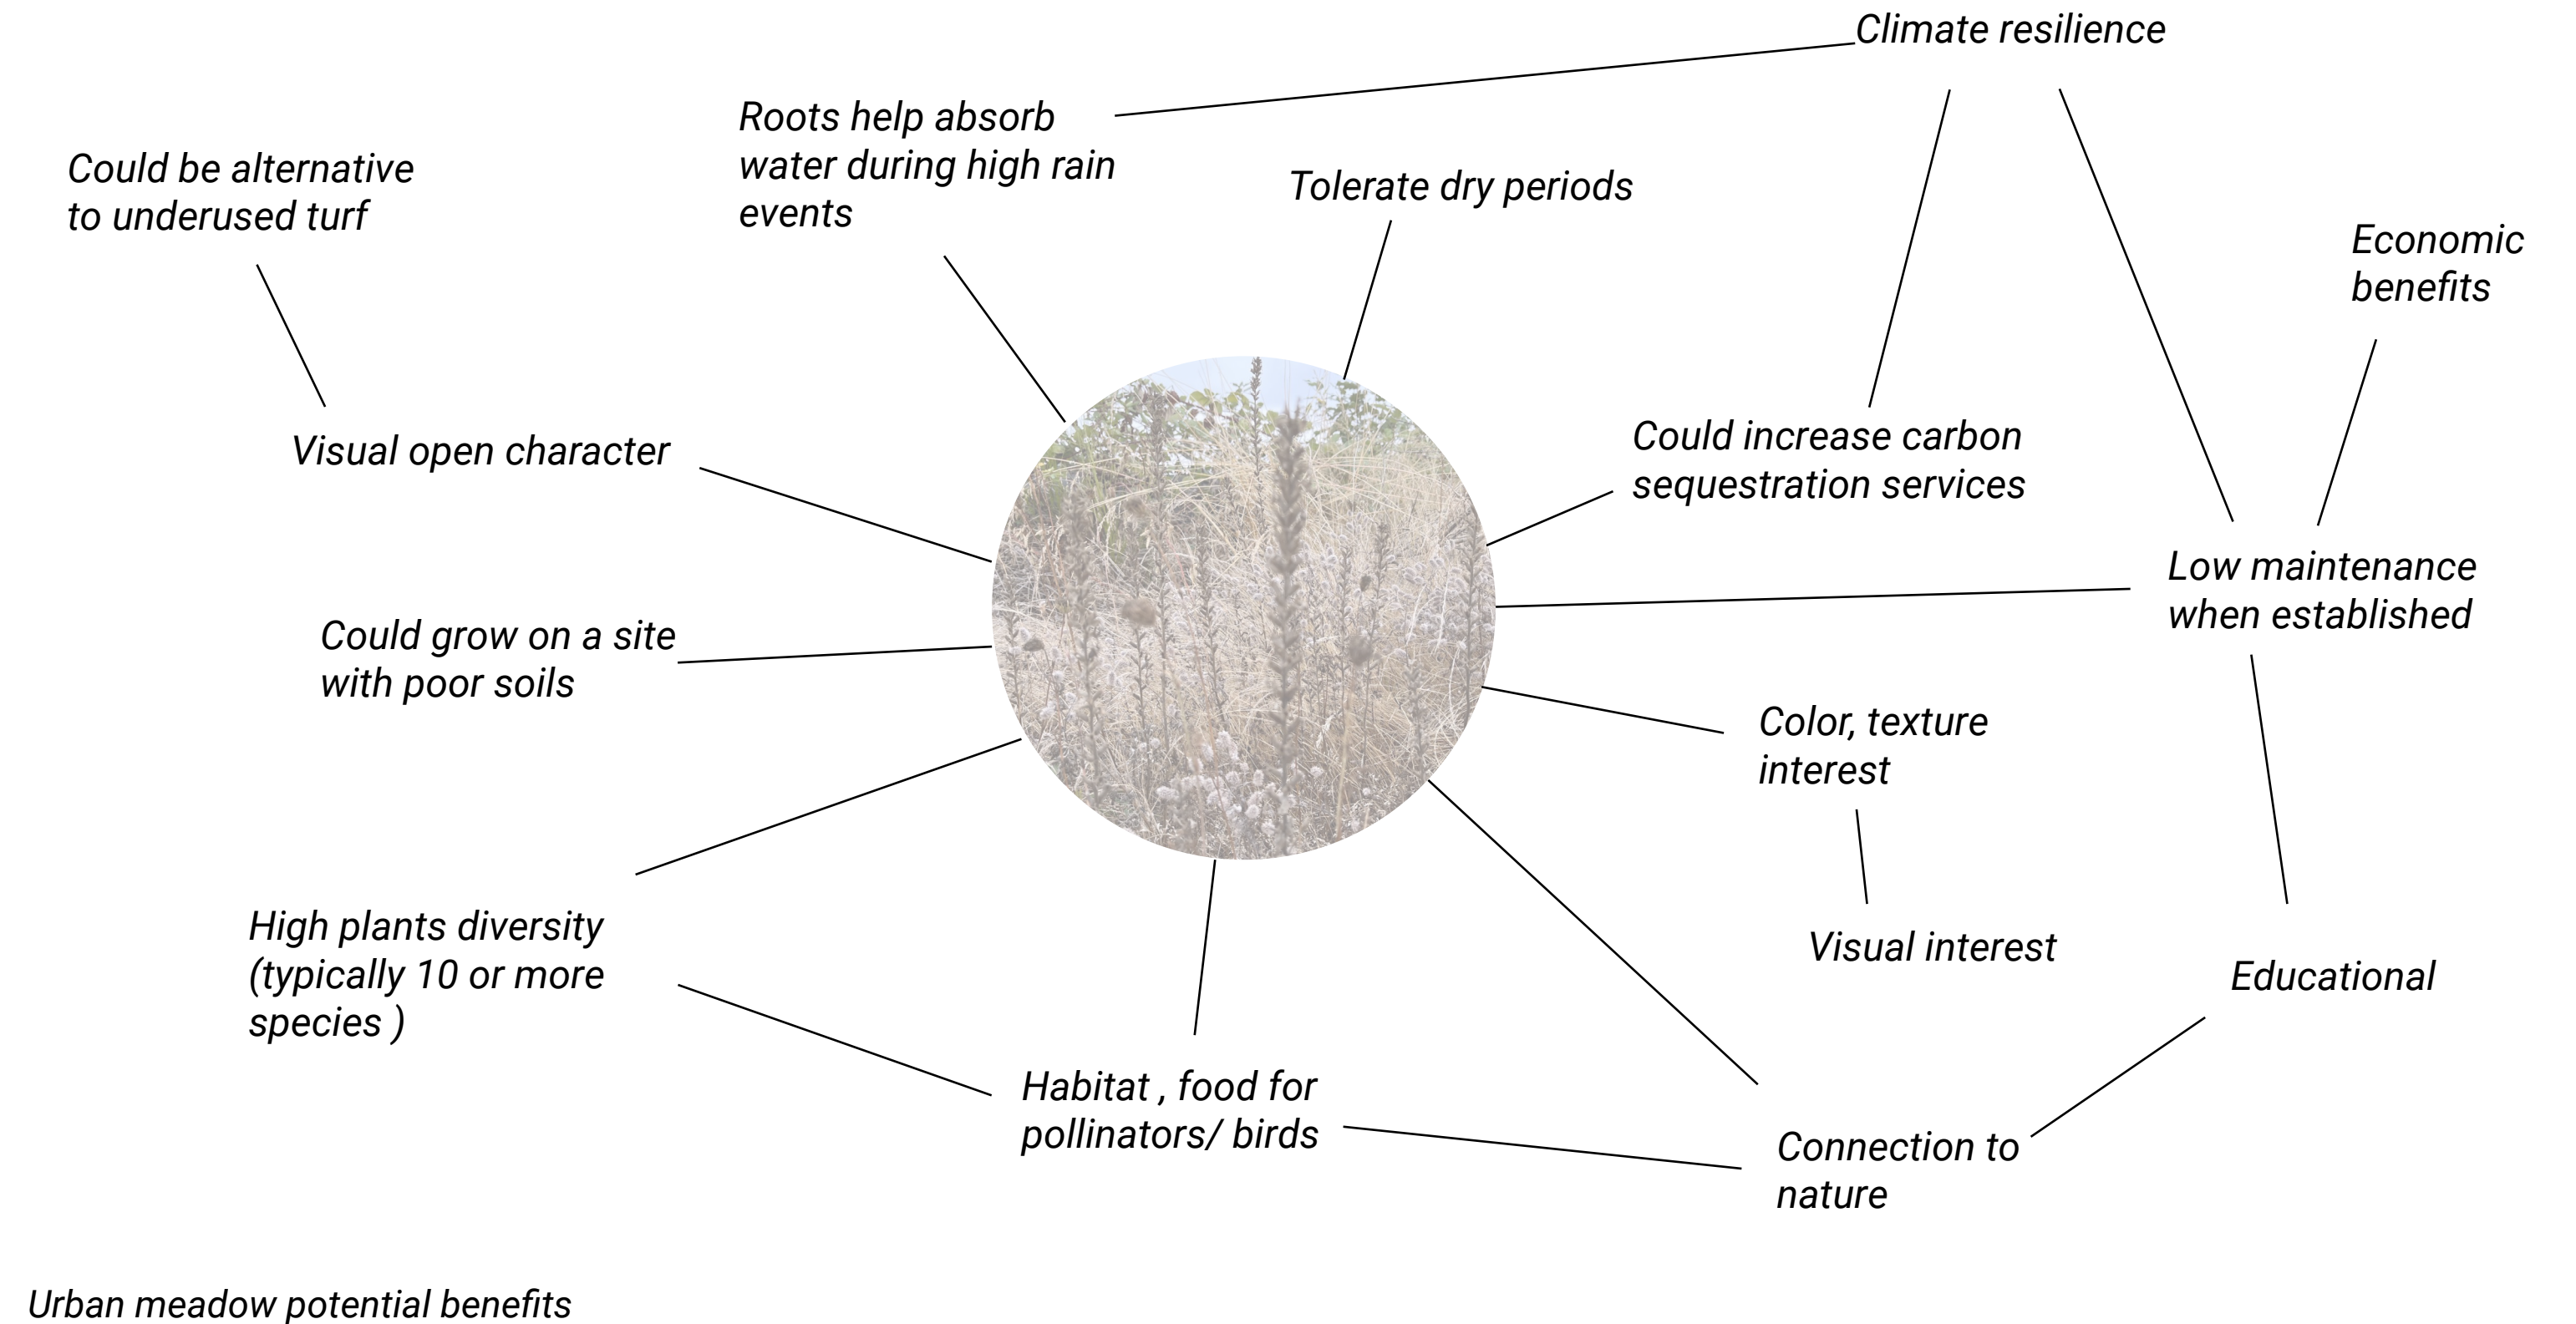 Climate resilience
Roots help absorb
water during high rain
events
Could be alternative
to underused turf
Tolerate dry periods
Economic
benefits
Visual open character
Could increase carbon
sequestration services
Low maintenance
when established
Could grow on a site
with poor soils
Color, texture
interest
High plants diversity
(typically 10 or more
species )
Visual interest
Educational
Habitat , food for
pollinators/ birds
Connection to
nature
Urban meadow potential benefits